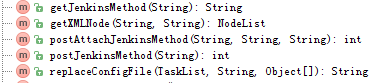 getJenkinsMethod(String): String
getXMLNode(String, String): NodeList
postAttachJenkinsMethod(String, String, String): int
postJenkinsMethod(String): int
replaceConfigFile(TaskList, String, Object[]): String